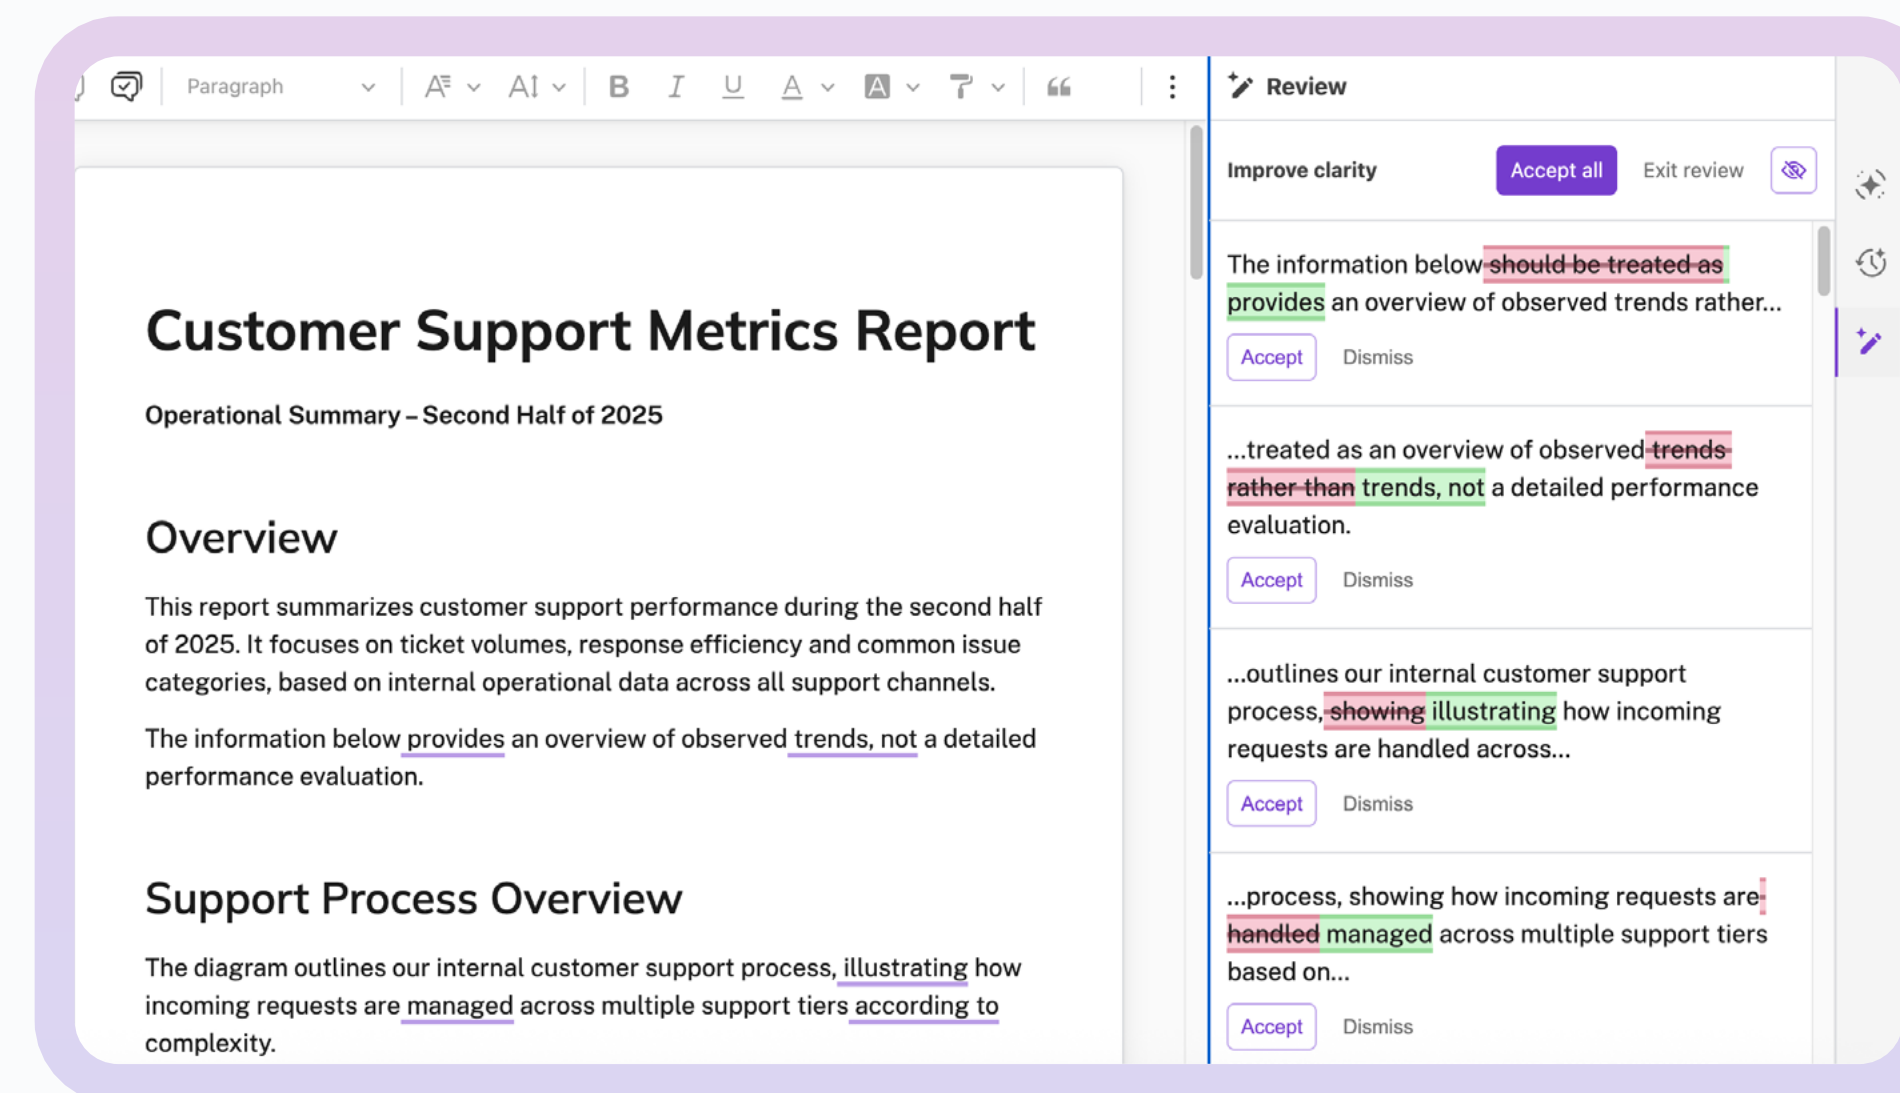 Paragraph
B I U A A
Review
Improve clarity Accept all Exit review
Customer Support Metrics Report
Operational Summary – Second Half of 2025
Overview
This report summarizes customer support performance during the second half
of 2025. It focuses on ticket volumes, response efficiency and common issue
categories, based on internal operational data across all support channels.
The information below provides an overview of observed trends, not a detailed
performance evaluation.
Support Process Overview
The diagram outlines our internal customer support process, illustrating how
incoming requests are managed across multiple support tiers according to
complexity.
The information below should be treated as
provides an overview of observed trends rather...
Accept Dismiss
...treated as an overview of observed trends
rather than trends, not a detailed performance
evaluation.
Accept Dismiss
...outlines our internal customer support
process, showing illustrating how incoming
requests are handled across...
Accept Dismiss
...process, showing how incoming requests are
handled managed across multiple support tiers
based on...
Accept Dismiss